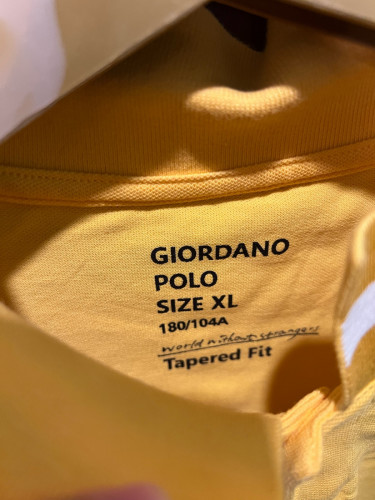 GIORDANO
POLO
SIZE XL
180/104A
world without strangers
Tapered Fit